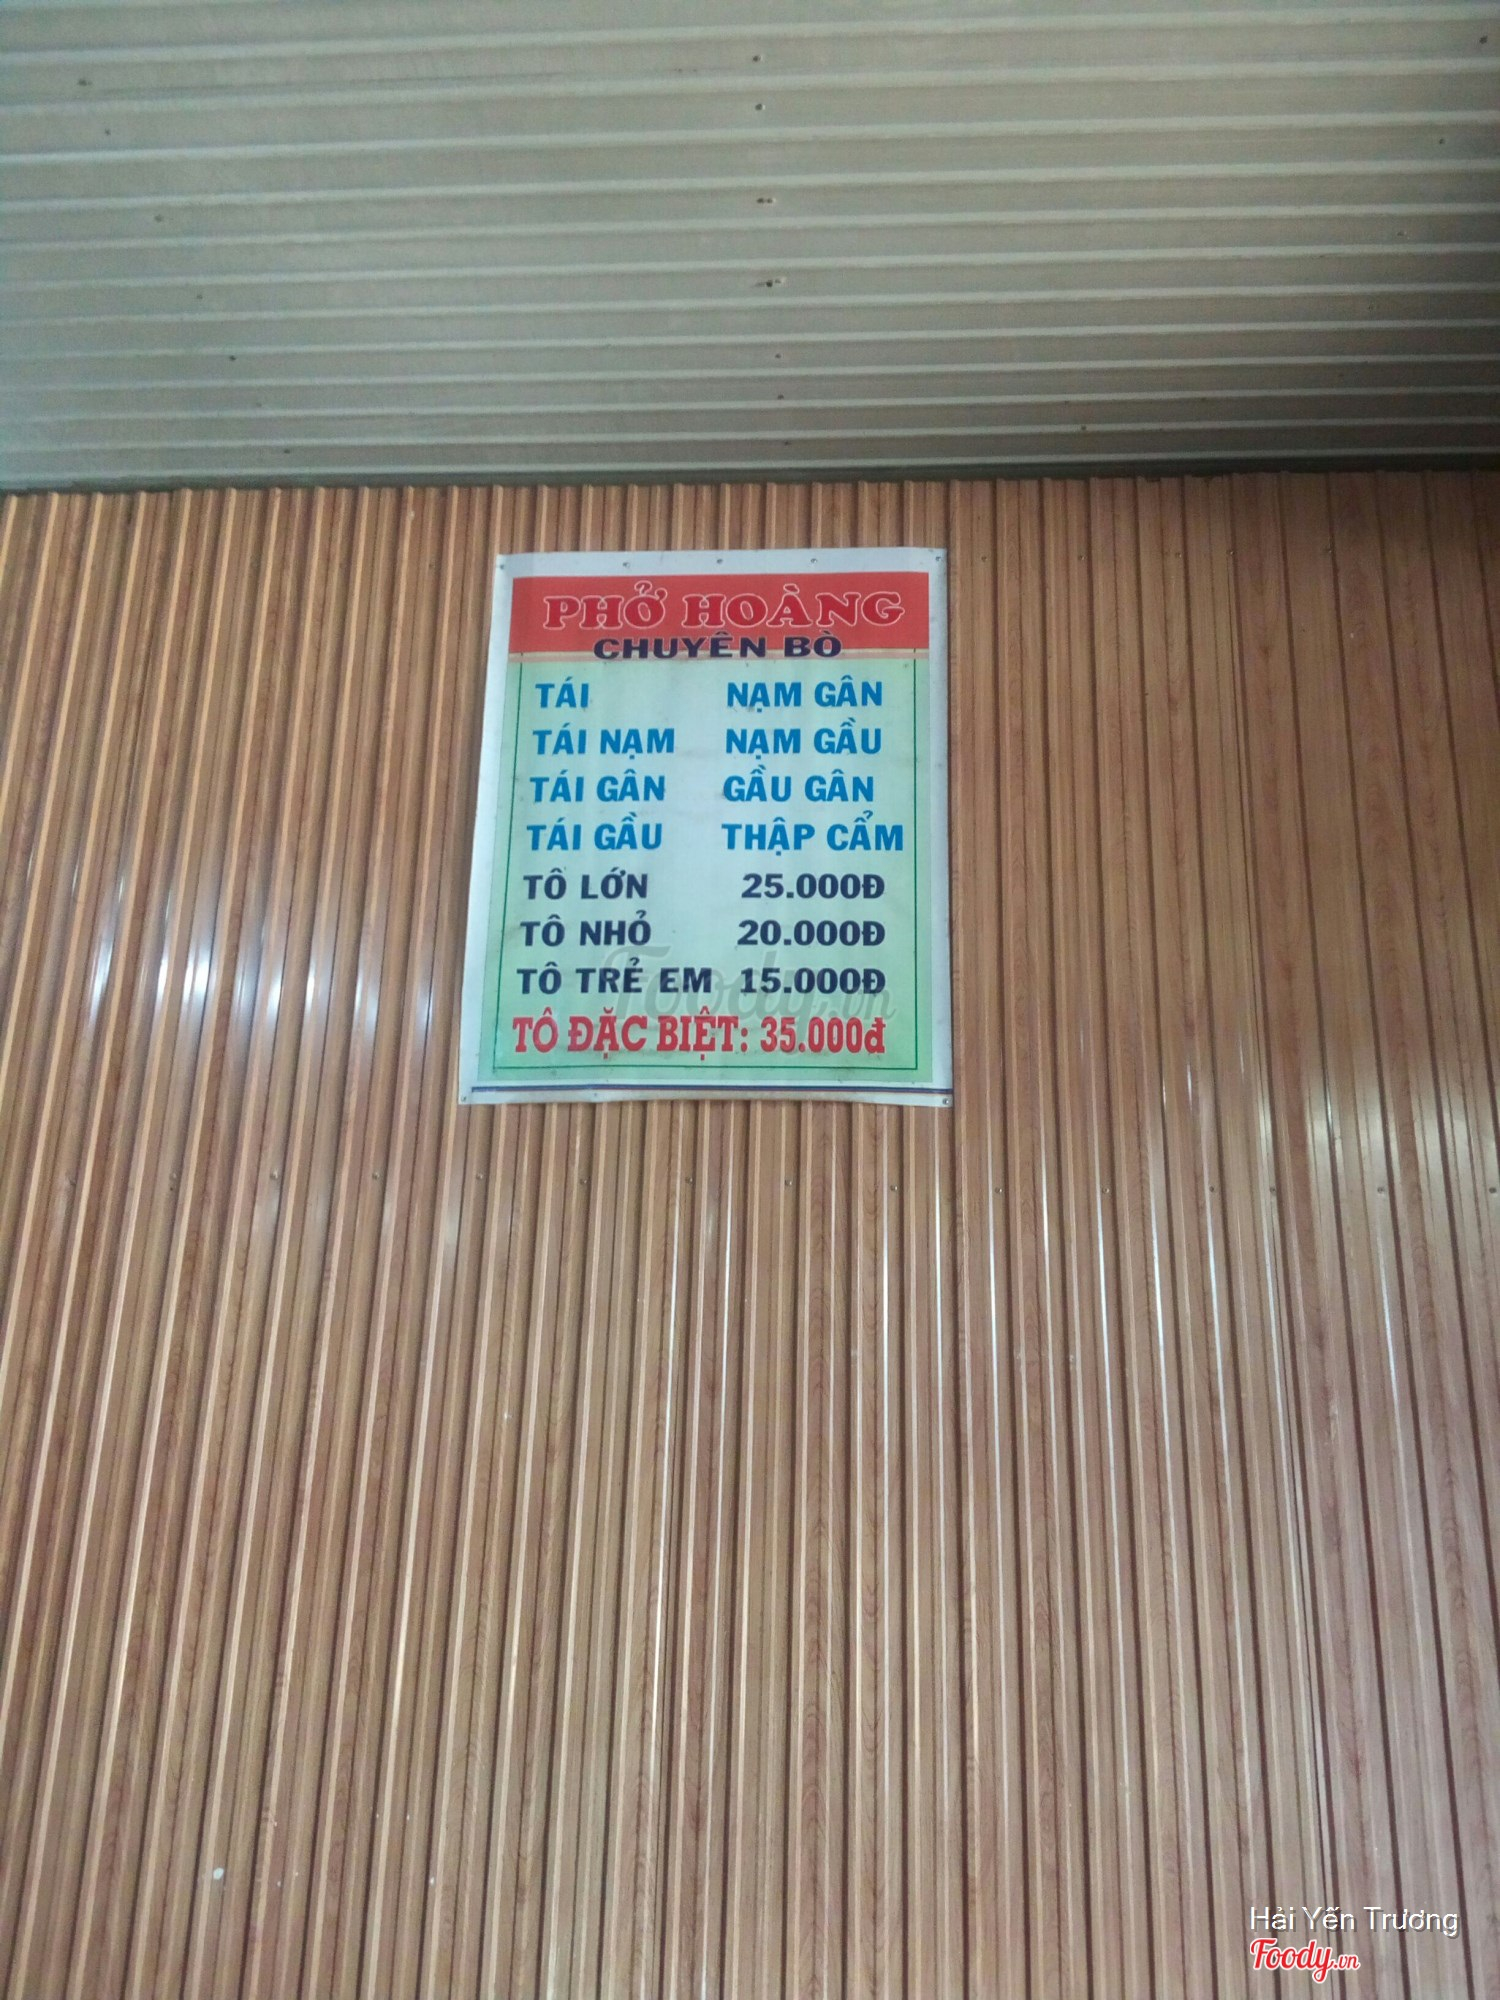 PHỞ HOÀNG
CHUYÊN BÒ
TÁI NẠM GÂN
TÁI NẠM NẠM GẦU
TÁI GÂN GẦU GÂN
TÁI GẦU THẬP CẨM
TÔ LỚN 25.000Đ
TÔ NHỎ 20.000Đ
TÔ TRẺ EM 15.000Đ
TÔ ĐẶC BIỆT: 35.000đ
Foody.vn
Hải Yến Trương
Foody.vn